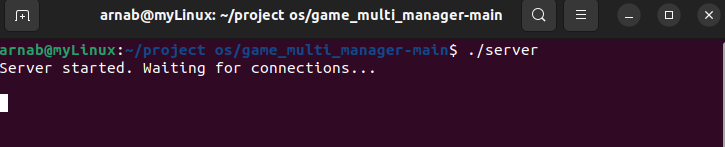 arnab@myLinux: ~/project os/game_multi_manager-main
arnab@myLinux:~/project os/game_multi_manager-main$ ./server
Server started. Waiting for connections...